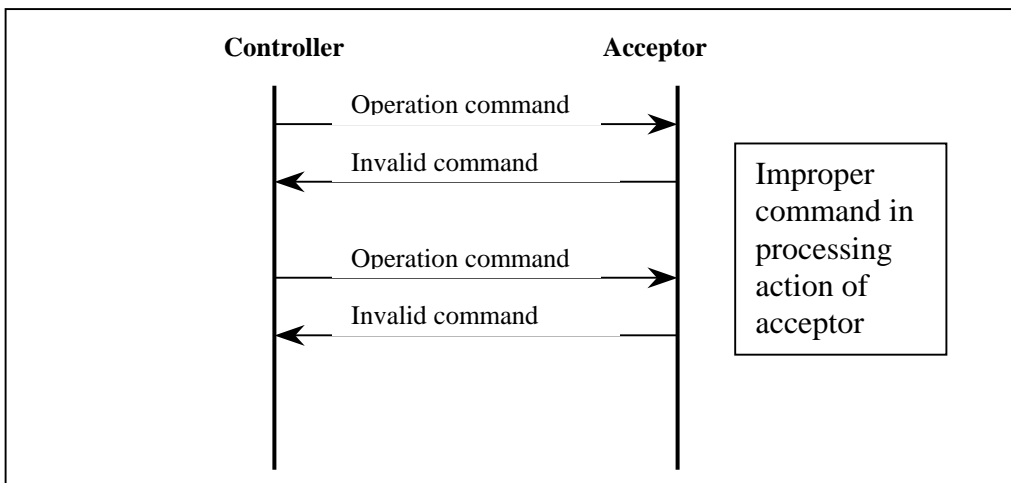 Controller
Acceptor
Operation command
Invalid command
Operation command
Invalid command
Improper
command in
processing
action of
acceptor